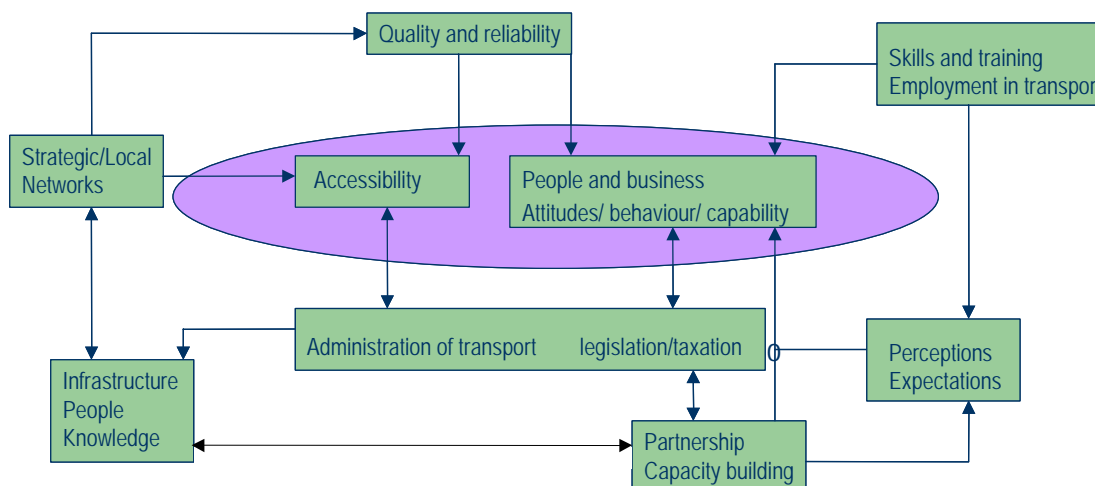 Quality and reliability
Skills and training
Employment in transpor
Strategic/Local
Networks
Accessibility
People and business
Attitudes/ behaviour/ capability
Administration of transport legislation/taxation
0
Perceptions
Expectations
Infrastructure
People
Knowledge
Partnership
Capacity building